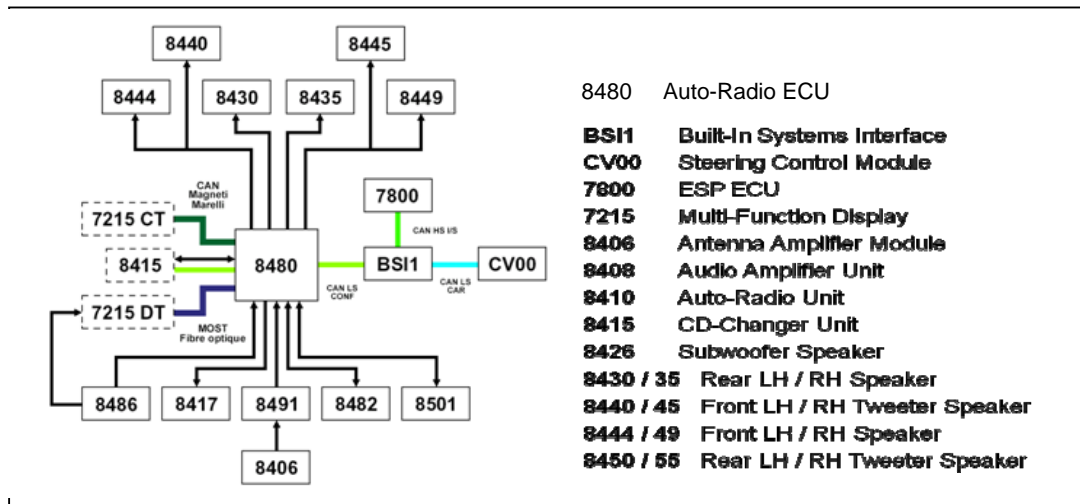 8440
8445
8444
8430
8435
8449
CAN
Magneti
Marelli
7800
7215 CT
CAN HS I/S
8415
8480
BSI1
CV00
CAN LS
CONF
CAN LS
CAR
7215 DT
MOST
Fibre optique
8486
8417
8491
8482
8501
8406
8480 Auto-Radio ECU
BSI1 Built-In Systems Interface
CV00 Steering Control Module
7800 ESP ECU
7215 Multi-Function Display
8406 Antenna Amplifier Module
8408 Audio Amplifier Unit
8410 Auto-Radio Unit
8415 CD-Changer Unit
8426 Subwoofer Speaker
8430 / 35 Rear LH / RH Speaker
8440 / 45 Front LH / RH Tweeter Speaker
8444 / 49 Front LH / RH Speaker
8450 / 55 Rear LH / RH Tweeter Speaker